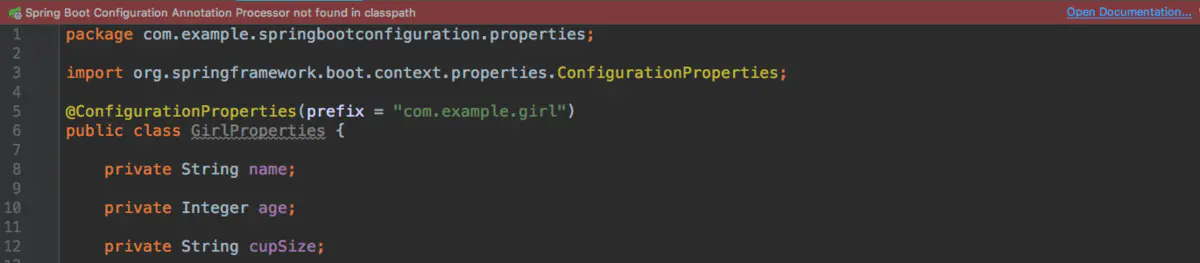 Spring Boot Configuration Annotation Processor not found in classpath Open Documentation...
1 package com.example.springbootconfiguration.properties;
2
3 import org.springframework.boot.context.properties.ConfigurationProperties;
4
5 @ConfigurationProperties(prefix = "com.example.girl")
6 public class GirlProperties {
7
8 private String name;
9
10 private Integer age;
11
12 private String cupSize;